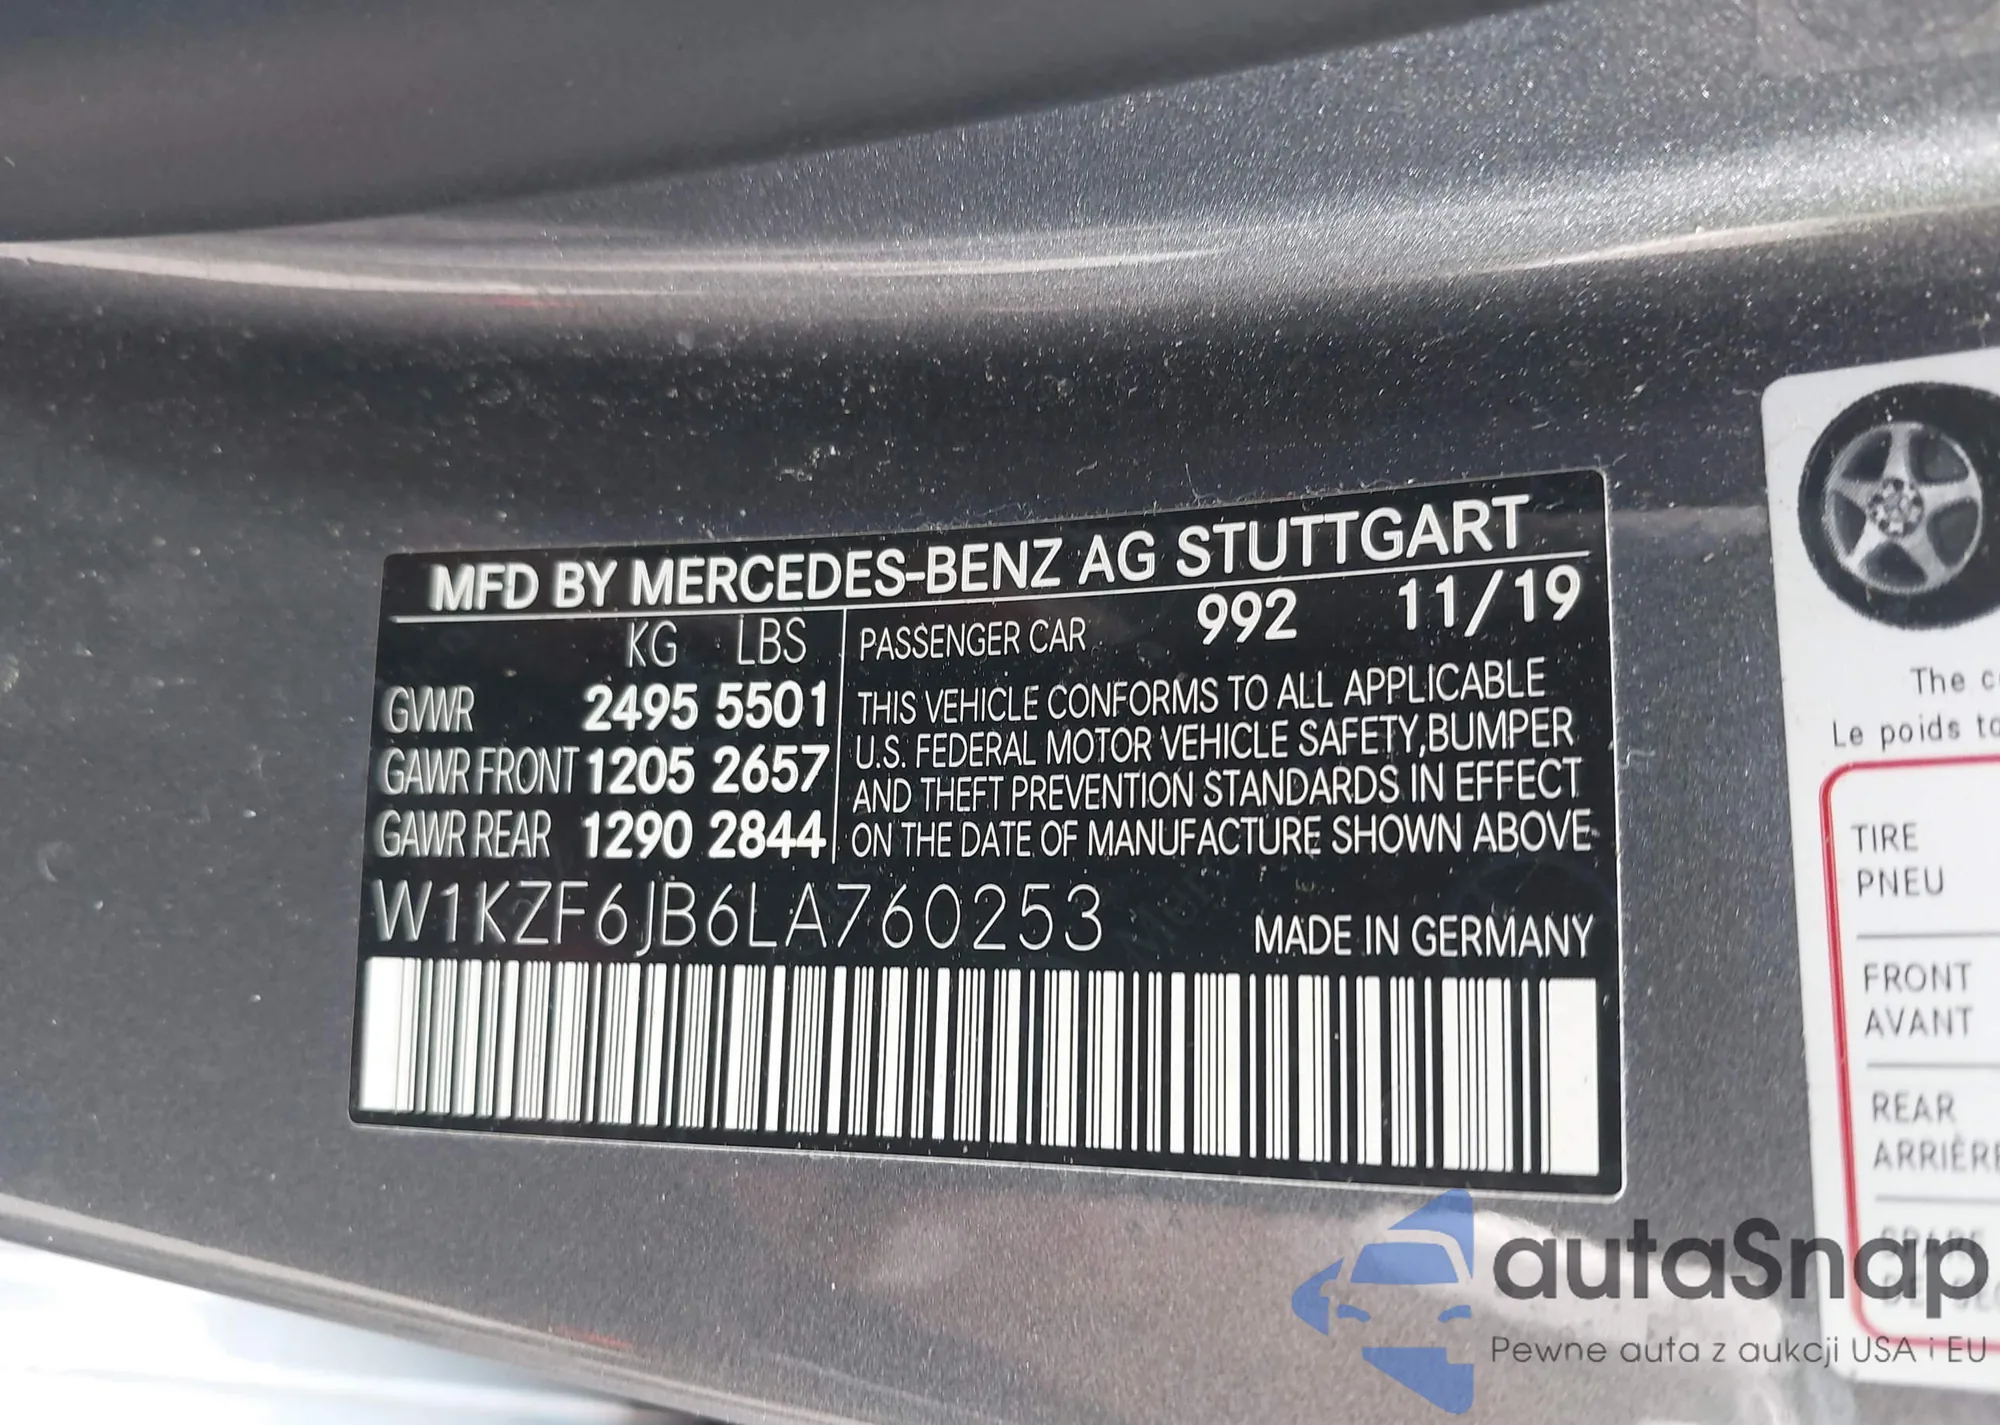 MFD BY MERCEDES-BENZ AG STUTTGART
KG LBS
GVWR 2495 5501
GAWR FRONT 1205 2657
GAWR REAR 1290 2844
PASSENGER CAR 992 11/19
THIS VEHICLE CONFORMS TO ALL APPLICABLE
U.S. FEDERAL MOTOR VEHICLE SAFETY,BUMPER
AND THEFT PREVENTION STANDARDS IN EFFECT
ON THE DATE OF MANUFACTURE SHOWN ABOVE
W1KZF6JB6LA760253
MADE IN GERMANY
The
Le poids
TIRE
PNEU
FRONT
AVANT
REAR
autaSnap
Pewne auta z aukcji USA i EU